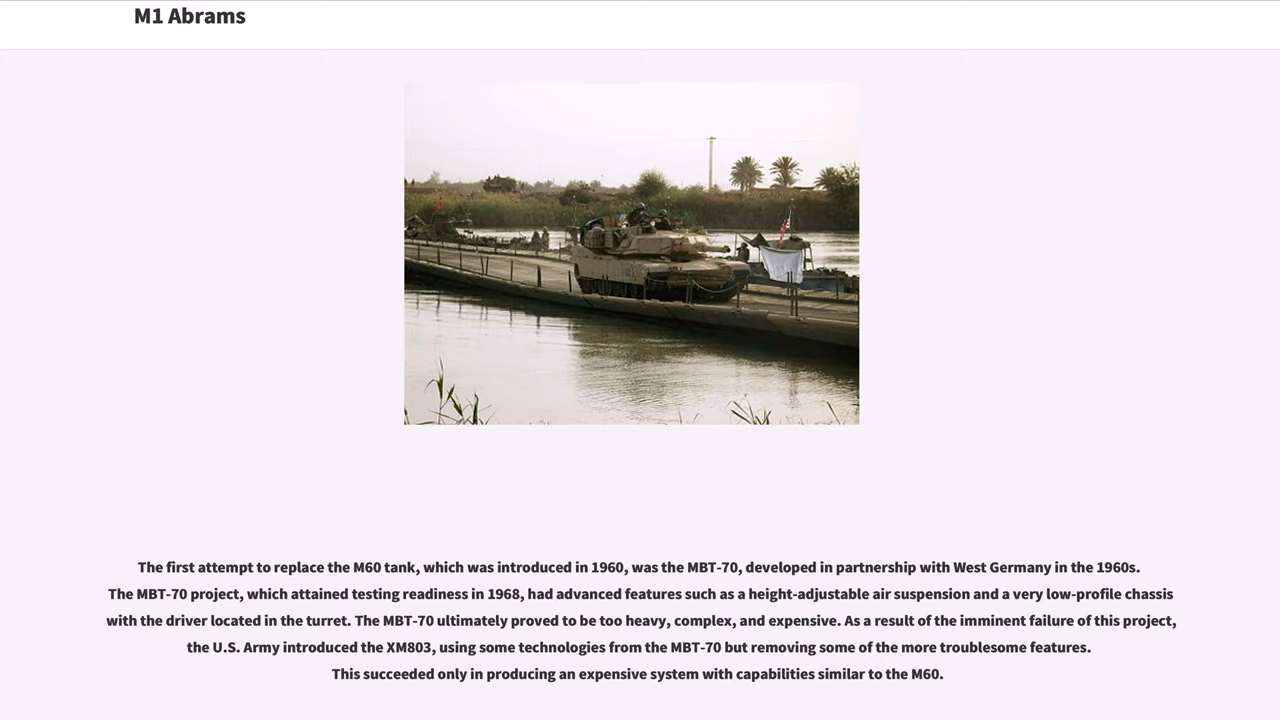 M1 Abrams
The first attempt to replace the M60 tank, which was introduced in 1960, was the MBT-70, developed in partnership with West Germany in the 1960s.
The MBT-70 project, which attained testing readiness in 1968, had advanced features such as a height-adjustable air suspension and a very low-profile chassis
with the driver located in the turret. The MBT-70 ultimately proved to be too heavy, complex, and expensive. As a result of the imminent failure of this project,
the U.S. Army introduced the XM803, using some technologies from the MBT-70 but removing some of the more troublesome features.
This succeeded only in producing an expensive system with capabilities similar to the M60.